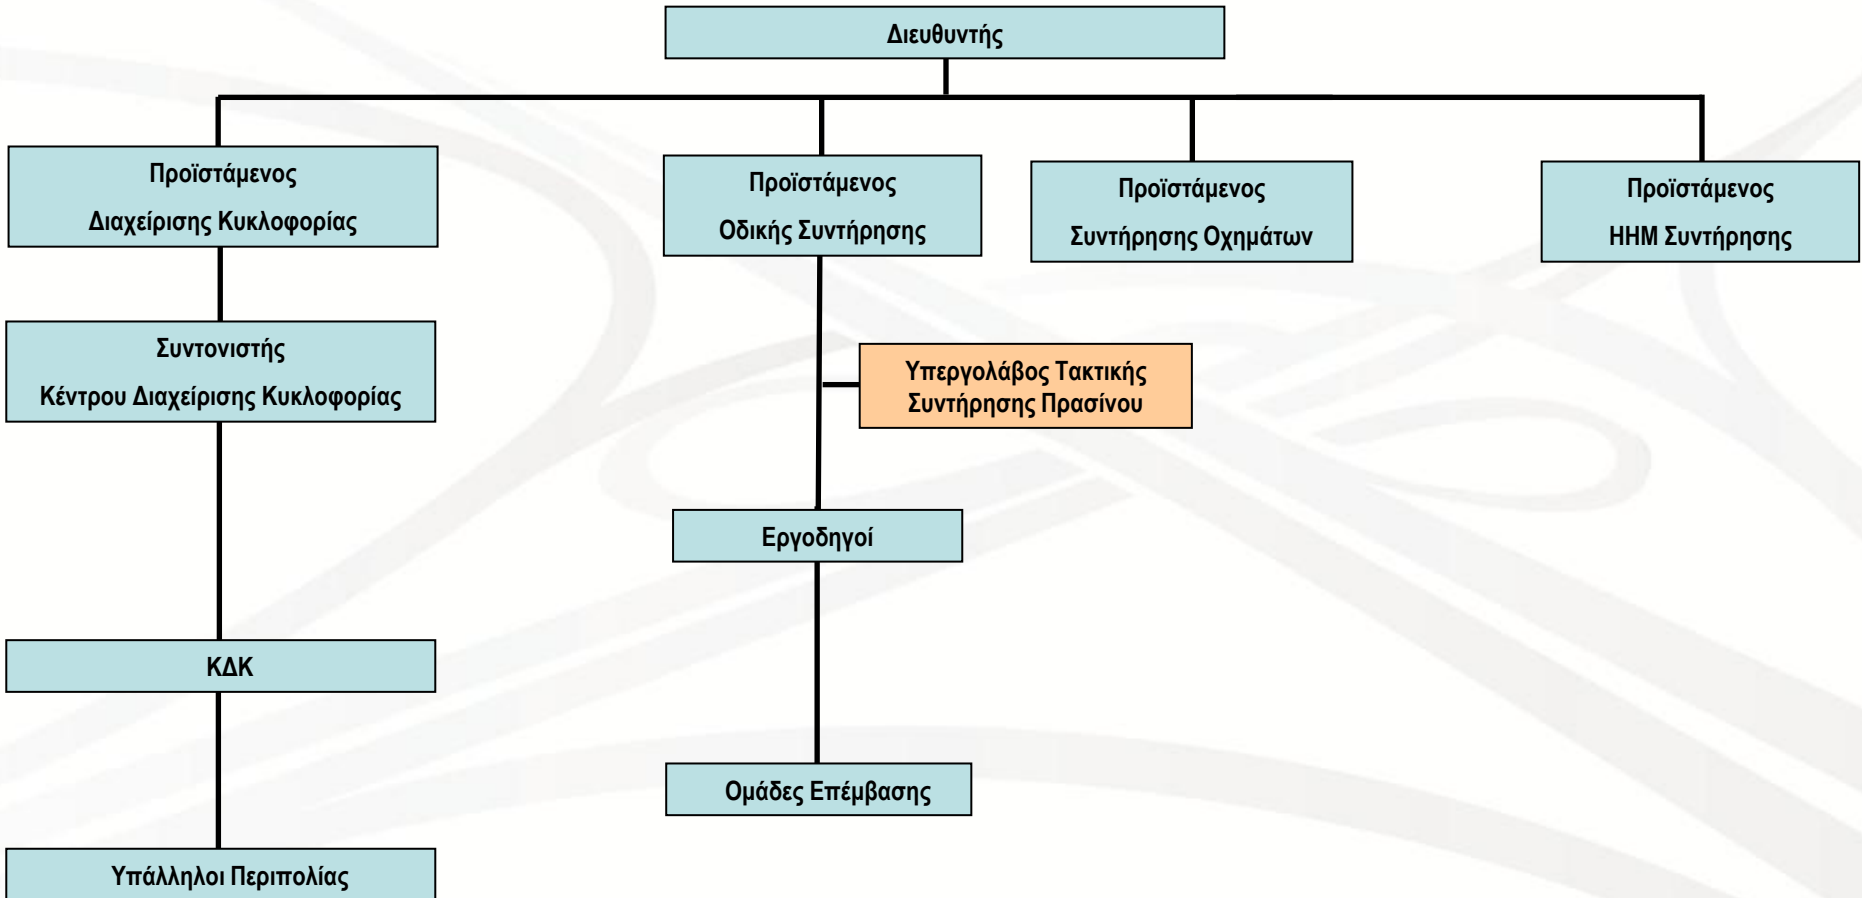 Διευθυντής
Προϊστάμενος
Διαχείρισης Κυκλοφορίας
Προϊστάμενος
Οδικής Συντήρησης
Προϊστάμενος
Συντήρησης Οχημάτων
Προϊστάμενος
ΗΗΜ Συντήρησης
Συντονιστής
Κέντρου Διαχείρισης Κυκλοφορίας
Υπεργολάβος Τακτικής
Συντήρησης Πρασίνου
Εργοδηγοί
ΚΔΚ
Ομάδες Επέμβασης
Υπάλληλοι Περιπολίας